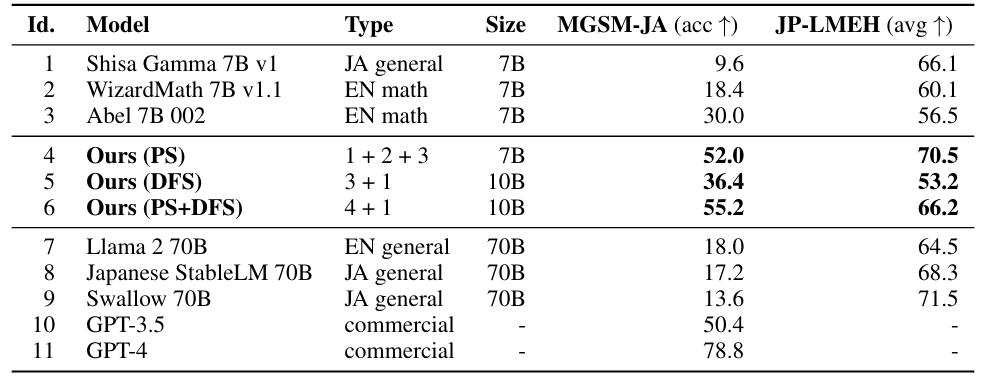 Id. Model Type Size MGSM-JA (acc ↑) JP-LMEH (avg ↑)
1 Shisa Gamma 7B v1 JA general 7B 9.6 66.1
2 WizardMath 7B v1.1 EN math 7B 18.4 60.1
3 Abel 7B 002 EN math 7B 30.0 56.5
4 Ours (PS) 1 + 2 + 3 7B 52.0 70.5
5 Ours (DFS) 3 + 1 10B 36.4 53.2
6 Ours (PS+DFS) 4 + 1 10B 55.2 66.2
7 Llama 2 70B EN general 70B 18.0 64.5
8 Japanese StableLM 70B JA general 70B 17.2 68.3
9 Swallow 70B JA general 70B 13.6 71.5
10 GPT-3.5 commercial - 50.4 -
11 GPT-4 commercial - 78.8 -